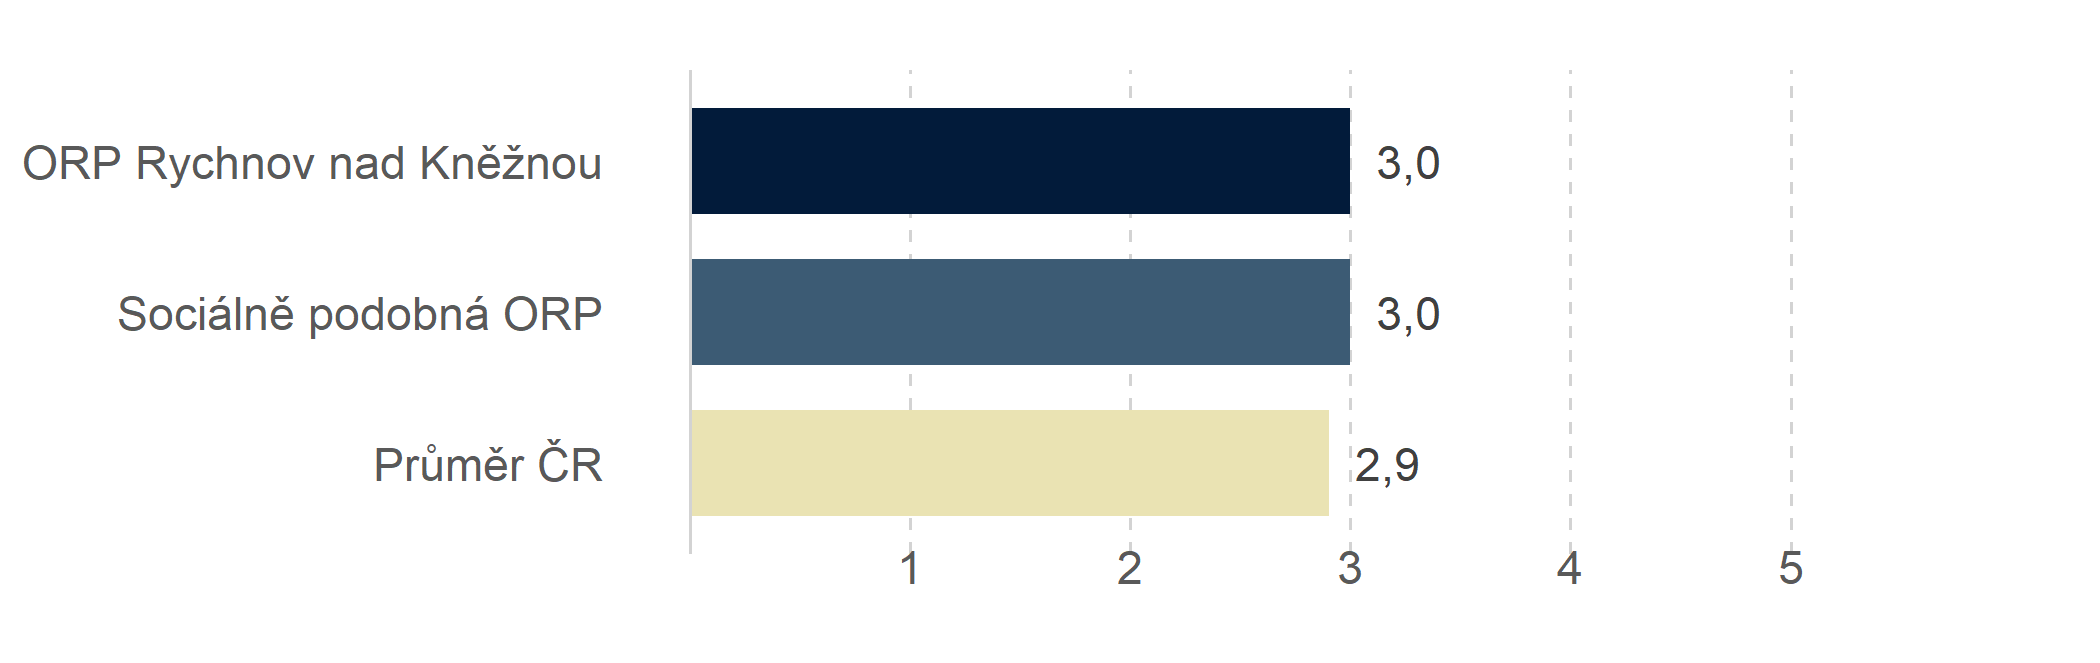 ORP Rychnov nad Kněžnou
3,0
Sociálně podobná ORP
3,0
Průměr ČR
2,9
1 2 3 4 5